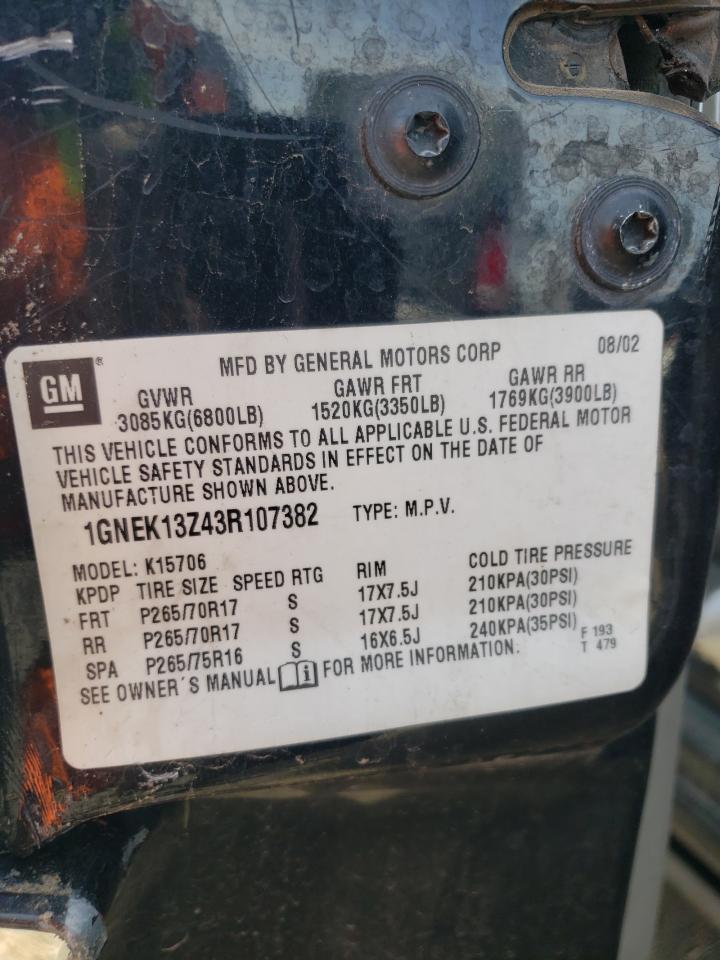 GM® MFD BY GENERAL MOTORS CORP 08/02
GVWR GAWR FRT GAWR RR
3085KG(6800LB) 1520KG(3350LB) 1769KG(3900LB)
THIS VEHICLE CONFORMS TO ALL APPLICABLE U.S. FEDERAL MOTOR
VEHICLE SAFETY STANDARDS IN EFFECT ON THE DATE OF
MANUFACTURE SHOWN ABOVE.
1GNEK13Z43R107382 TYPE: M.P.V.
MODEL: K15706
KPDP TIRE SIZE SPEED RTG RIM COLD TIRE PRESSURE
FRT P265/70R17 S 17X7.5J 210KPA(30PSI)
RR P265/70R17 S 17X7.5J 210KPA(30PSI)
SPA P265/75R16 S 16X6.5J 240KPA(35PSI)
SEE OWNER'S MANUAL FOR MORE INFORMATION.
F 193
T 479